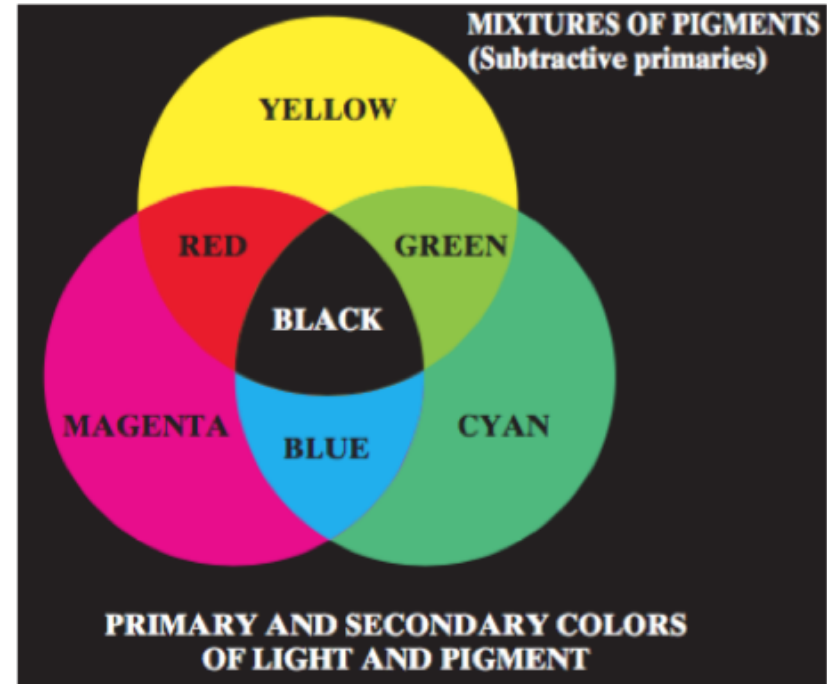 MIXTURES OF PIGMENTS
(Subtractive primaries)
YELLOW
RED
GREEN
BLACK
MAGENTA
BLUE
CYAN
PRIMARY AND SECONDARY COLORS
OF LIGHT AND PIGMENT